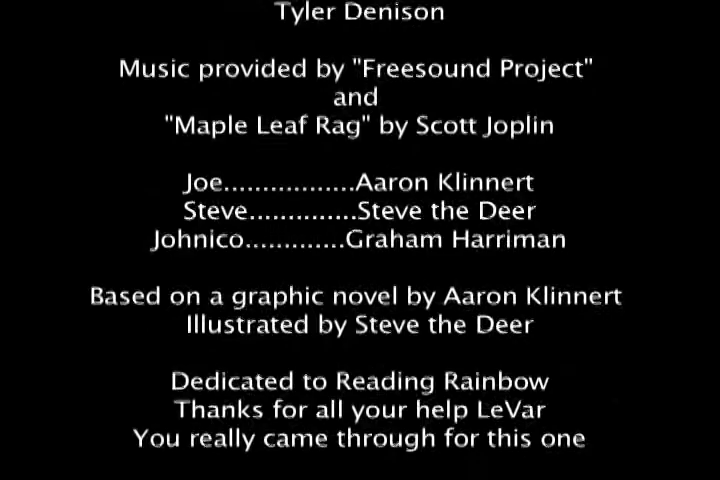 Tyler Denison
Music provided by "Freesound Project"
and
"Maple Leaf Rag" by Scott Joplin
Joe.................Aaron Klinnert
Steve..............Steve the Deer
Johnico.............Graham Harriman
Based on a graphic novel by Aaron Klinnert
Illustrated by Steve the Deer
Dedicated to Reading Rainbow
Thanks for all your help LeVar
You really came through for this one